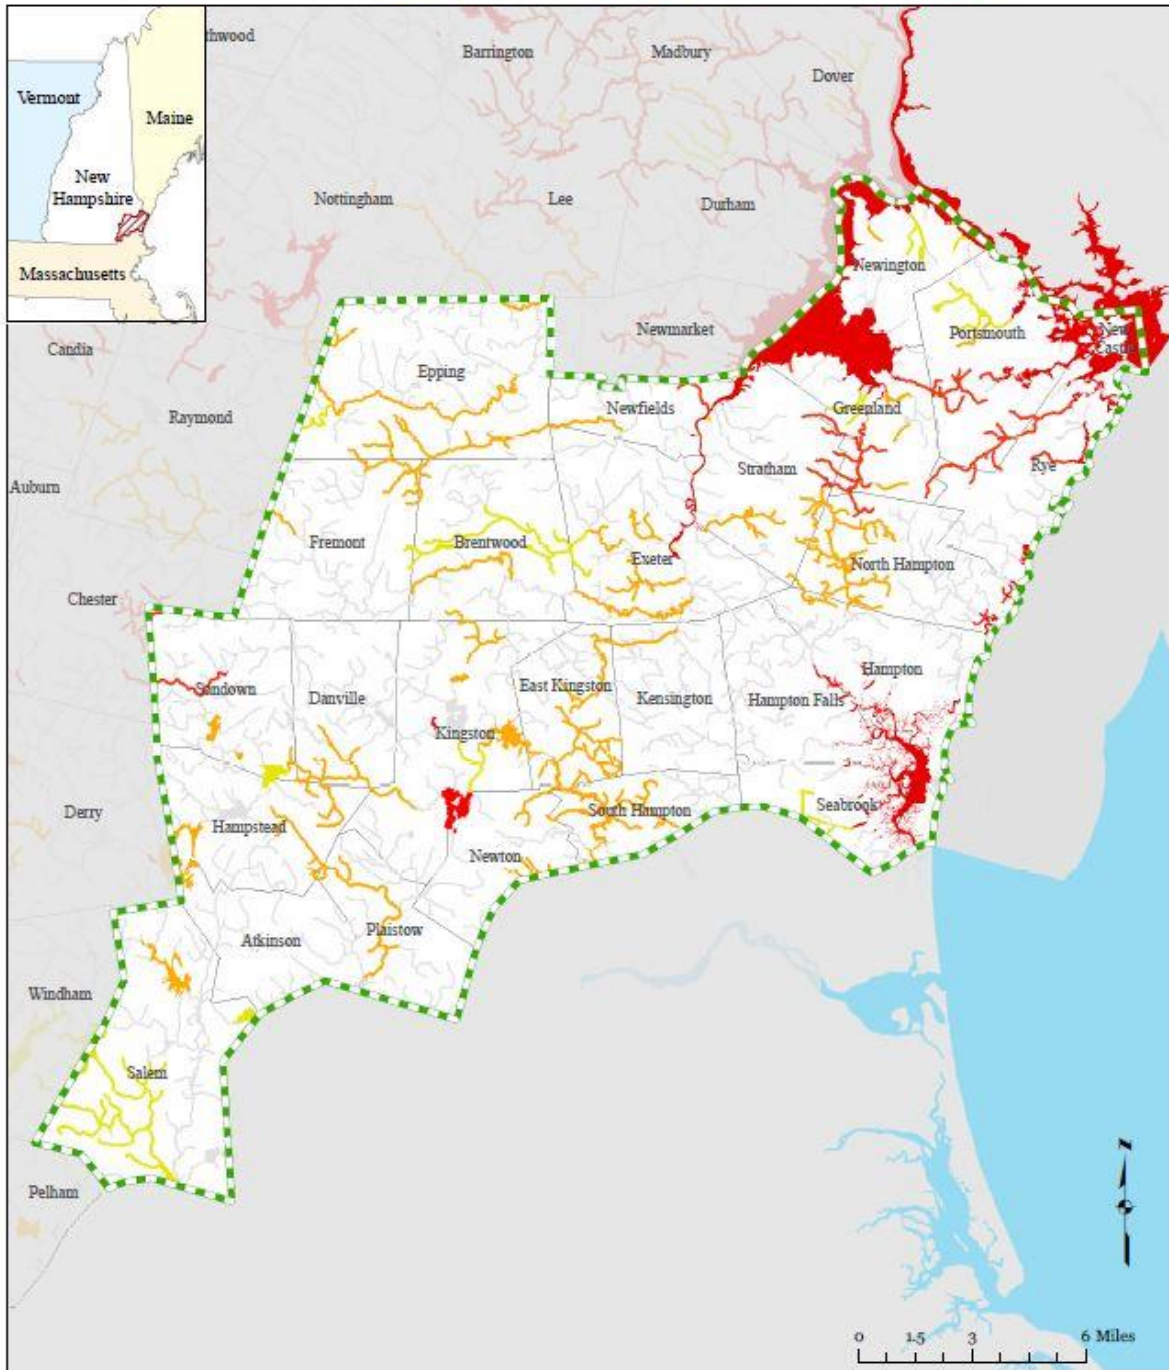 Vermont
Maine
New
Hampshire
Massachusetts
thwood
Barrington
Madbury
Dover
Nottingham
Lee
Durham
Newington
Newmarket
Portsmouth
New
Castle
Candia
Epping
Raymond
Newfields
Greenland
Stratham
Rye
Auburn
Fremont
Brentwood
Exeter
North Hampton
Chester
Sandown
Danville
East Kingston
Kensington
Hampton Falls
Hampton
Kingston
Derry
Hampstead
South Hampton
Seabrook
Newton
Atkinson
Plaistow
Windham
Salem
Pelham
N
0 1.5 3 6 Miles